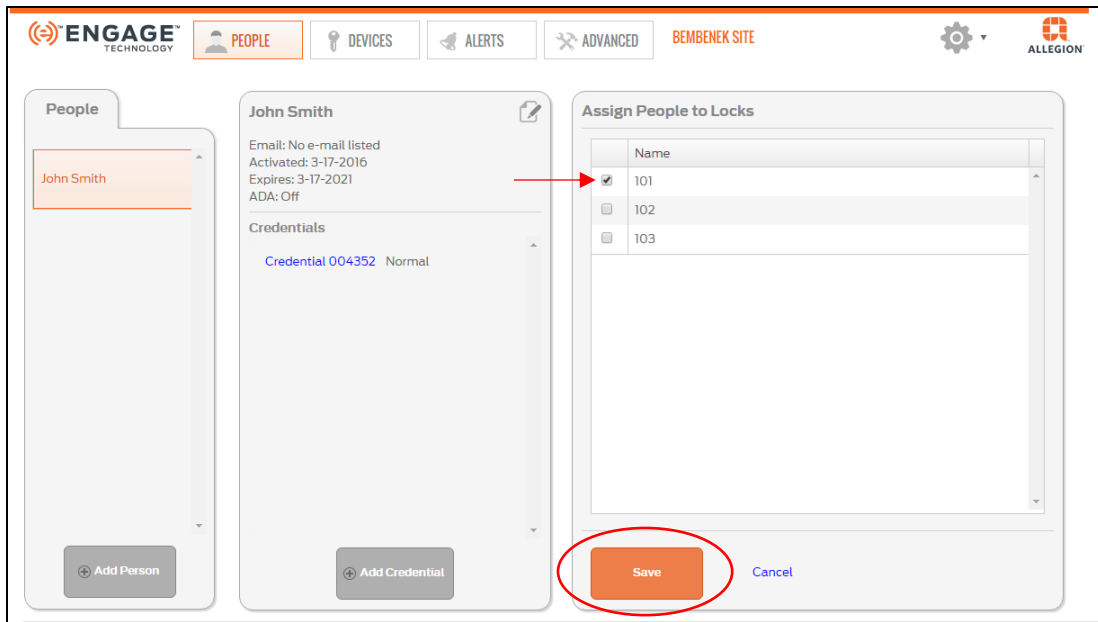 ENGAGE™
TECHNOLOGY
PEOPLE
DEVICES
ALERTS
ADVANCED
BEMBENEK SITE
ALLEGION
People
John Smith
Add Person
John Smith
Email: No e-mail listed
Activated: 3-17-2016
Expires: 3-17-2021
ADA: Off
Credentials
Credential 004352 Normal
Add Credential
Assign People to Locks
Name
101
102
103
Save
Cancel